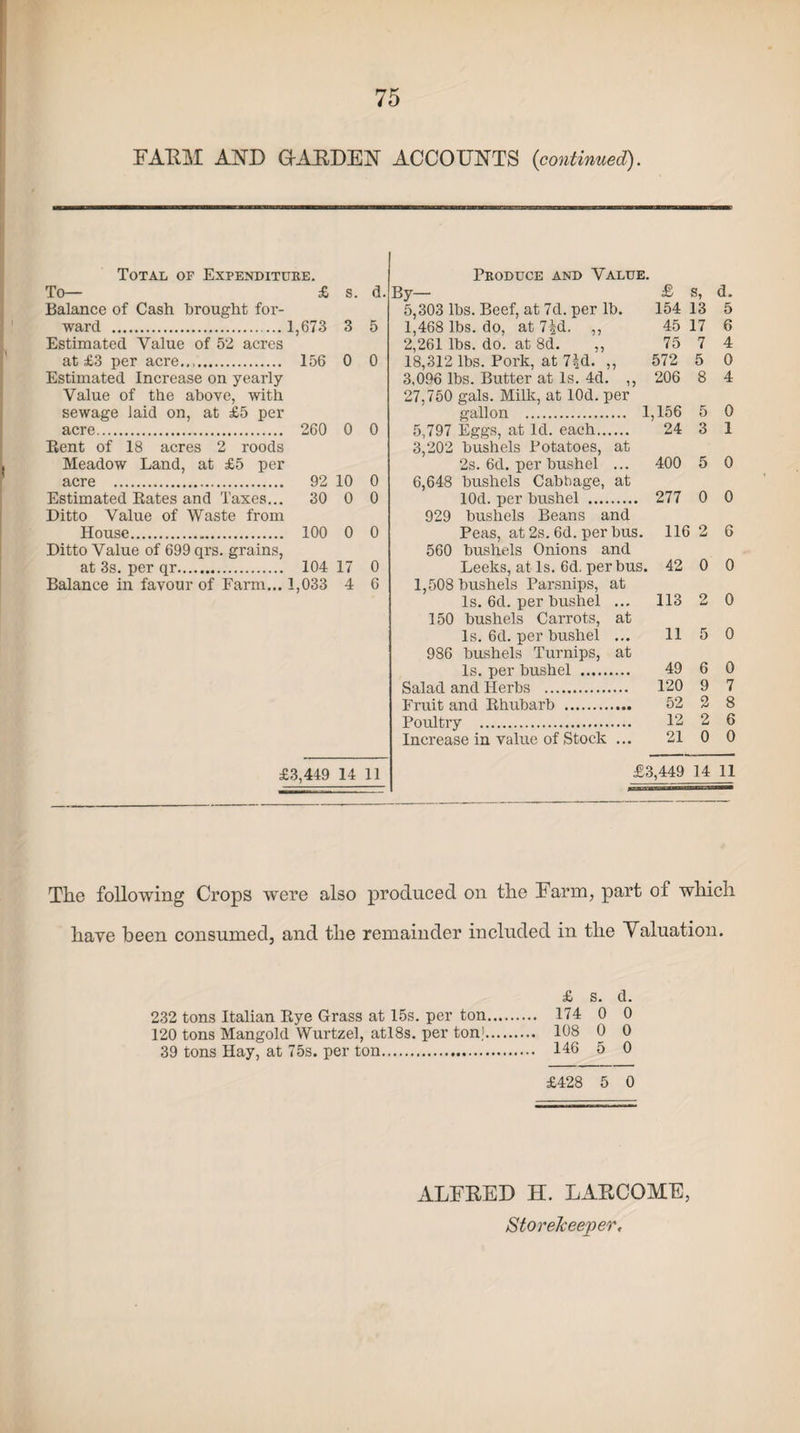 75
FARM AND GARDEN ACCOUNTS (continued).
TOTAL OF EXPENDITURE.
To— £ s. d.
Balance of Cash brought for-
ward ................................ 1,673 3 5
Estimated Value of 52 acres
at £3 per acre.................. 156 0 0
Estimated Increase on yearly
Value of the above, with
sewage laid on, at £5 per
acre................................ 260 0 0
Rent of 18 acres 2 roods
Meadow Land, at £5 per
acre ................................ 92 10 0
Estimated Rates and Taxes... 30 0 0
Ditto Value of Waste from
House............................. 100 0 0
Ditto Value of 699 qrs. grains,
at 3s. per qr.................... 104 17 0
Balance in favour of Farm... 1,033 4 6
£3,449 14 11
PRODUCE AND VALUE.
By— £ s, d.
5,303 lbs. Beef, at 7d. per lb. 154 13 5
1,468 lbs. do, at 7½d. ,, 45 17 6
2,261 lbs. do. at 8d. ,, 75 7 4
18,312 lbs. Pork, at 7½d. ,, 572 5 0
3,096 lbs. Butter at 1s. 4d. ,, 206 8 4
27,750 gals. Milk, at 10d. per
gallon ........................ 1,156 5 0
5,797 Eggs, at 1d. each...... 24 3 1
3,202 bushels Potatoes, at
2s. 6d. per bushel ... 400 5 0
6,648 bushels Cabbage, at
10d. per bushel .......... 277 0 0
929 bushels Beans and
Peas, at 2s. 6d. per bus. 116 2 6
560 bushels Onions and
Leeks, at 1s. 6d. per bus. 42 0 0
1,508 bushels Parsnips, at
1s. 6d. per bushel ... 113 2 0
150 bushels Carrots, at
1s. 6d. per bushel ... 11 5 0
986 bushels Turnips, at
1s. per bushel .......... 49 6 0
Salad and Herbs ............... 120 9 7
Fruit and Rhubarb ............ 52 2 8
Poultry ............................ 12 2 6
Increase in value of Stock ... 21 0 0
£3,449 14 11
The following Crops were also produced on the Farm, part of which
have been consumed, and the remainder included in the Valuation.
£ s. d.
232 tons Italian Rye Grass at 15s. per ton.......... 174 0 0
120 tons Mangold Wurtzel, at18s. per ton.......... 108 0 0
39 tons Hay, at 75s. per ton............................. 146 5 0
£428 5 0
ALFRED H. LARCOME,
Storekeeper.